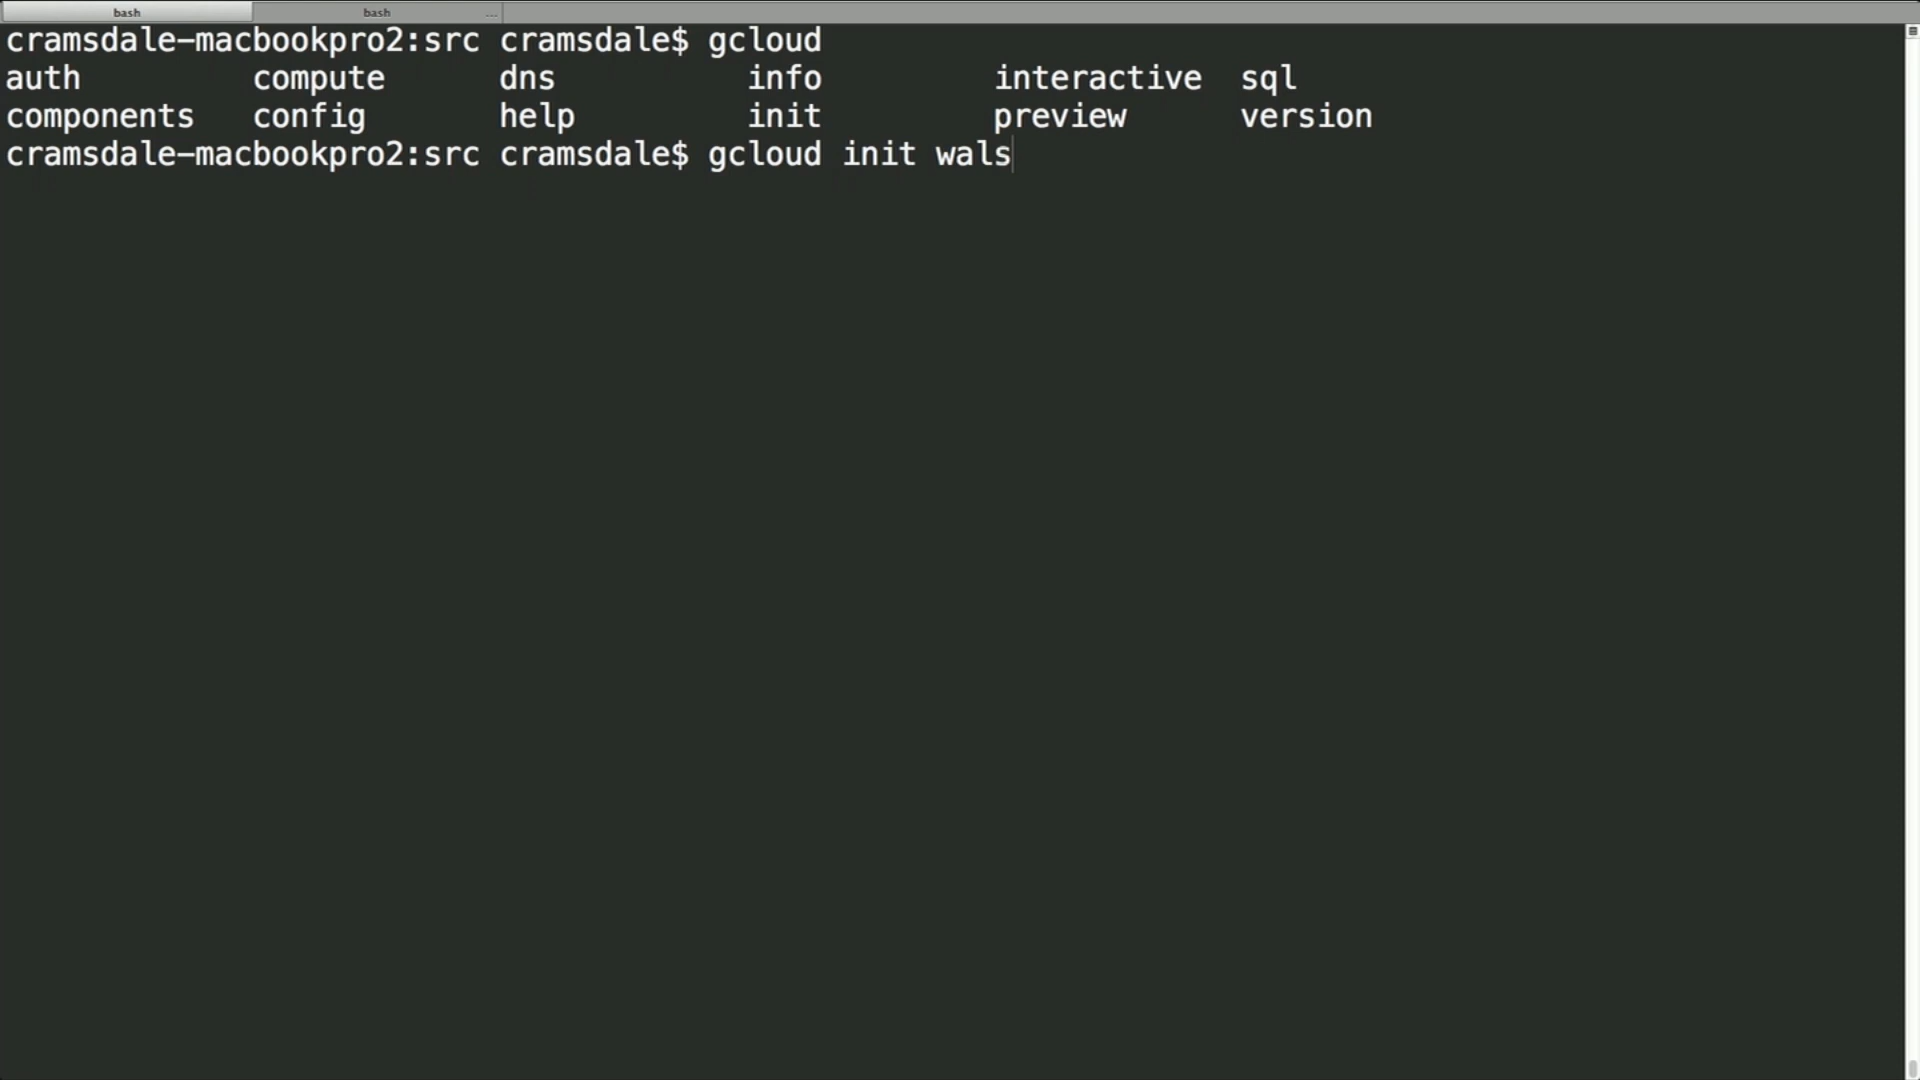 bash bash ...
cramsdale-macbookpro2:src cramsdale$ gcloud
auth compute dns info interactive sql
components config help init preview version
cramsdale-macbookpro2:src cramsdale$ gcloud init wals